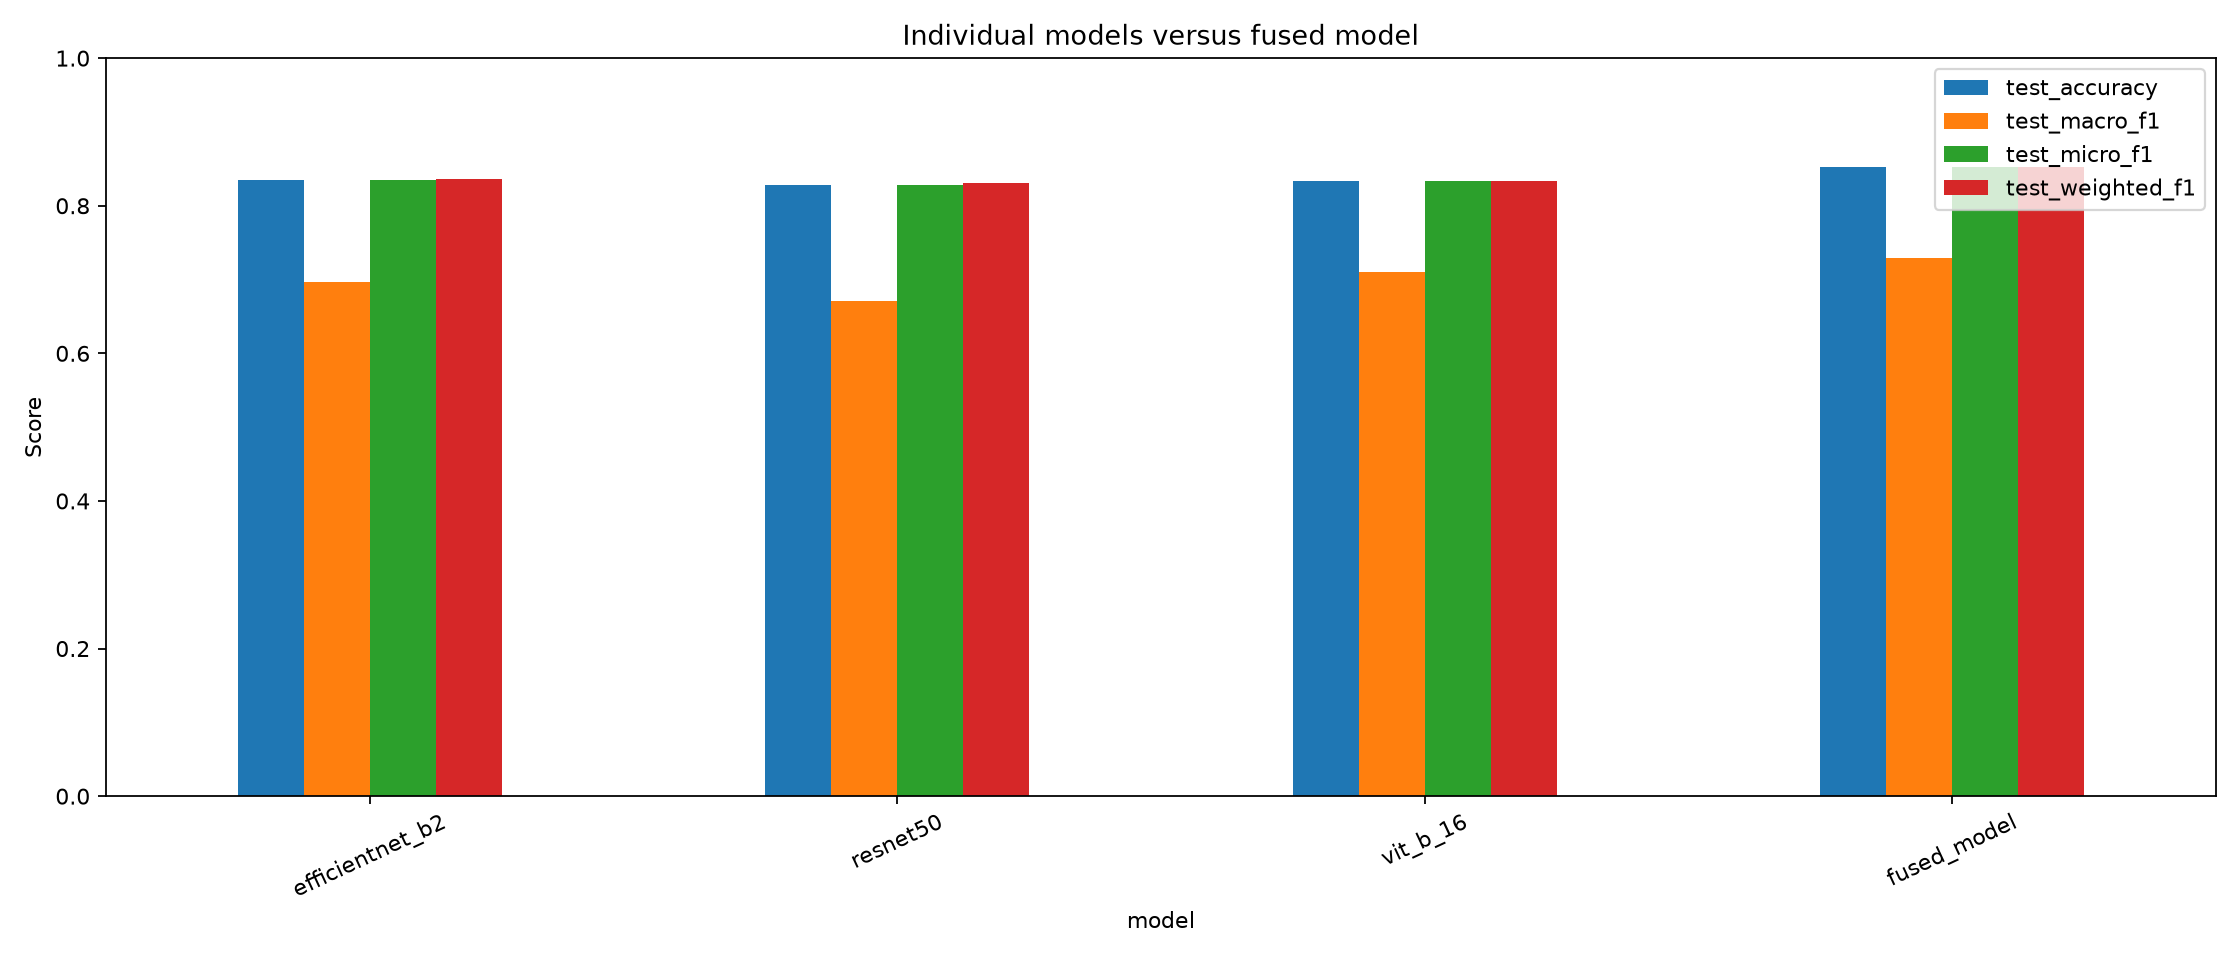 Individual models versus fused model
1.0
0.8
0.6
0.4
0.2
0.0
Score
test_accuracy
test_macro_f1
test_micro_f1
test_weighted_f1
efficientnet_b2
resnet50
vit_b_16
fused_model
model